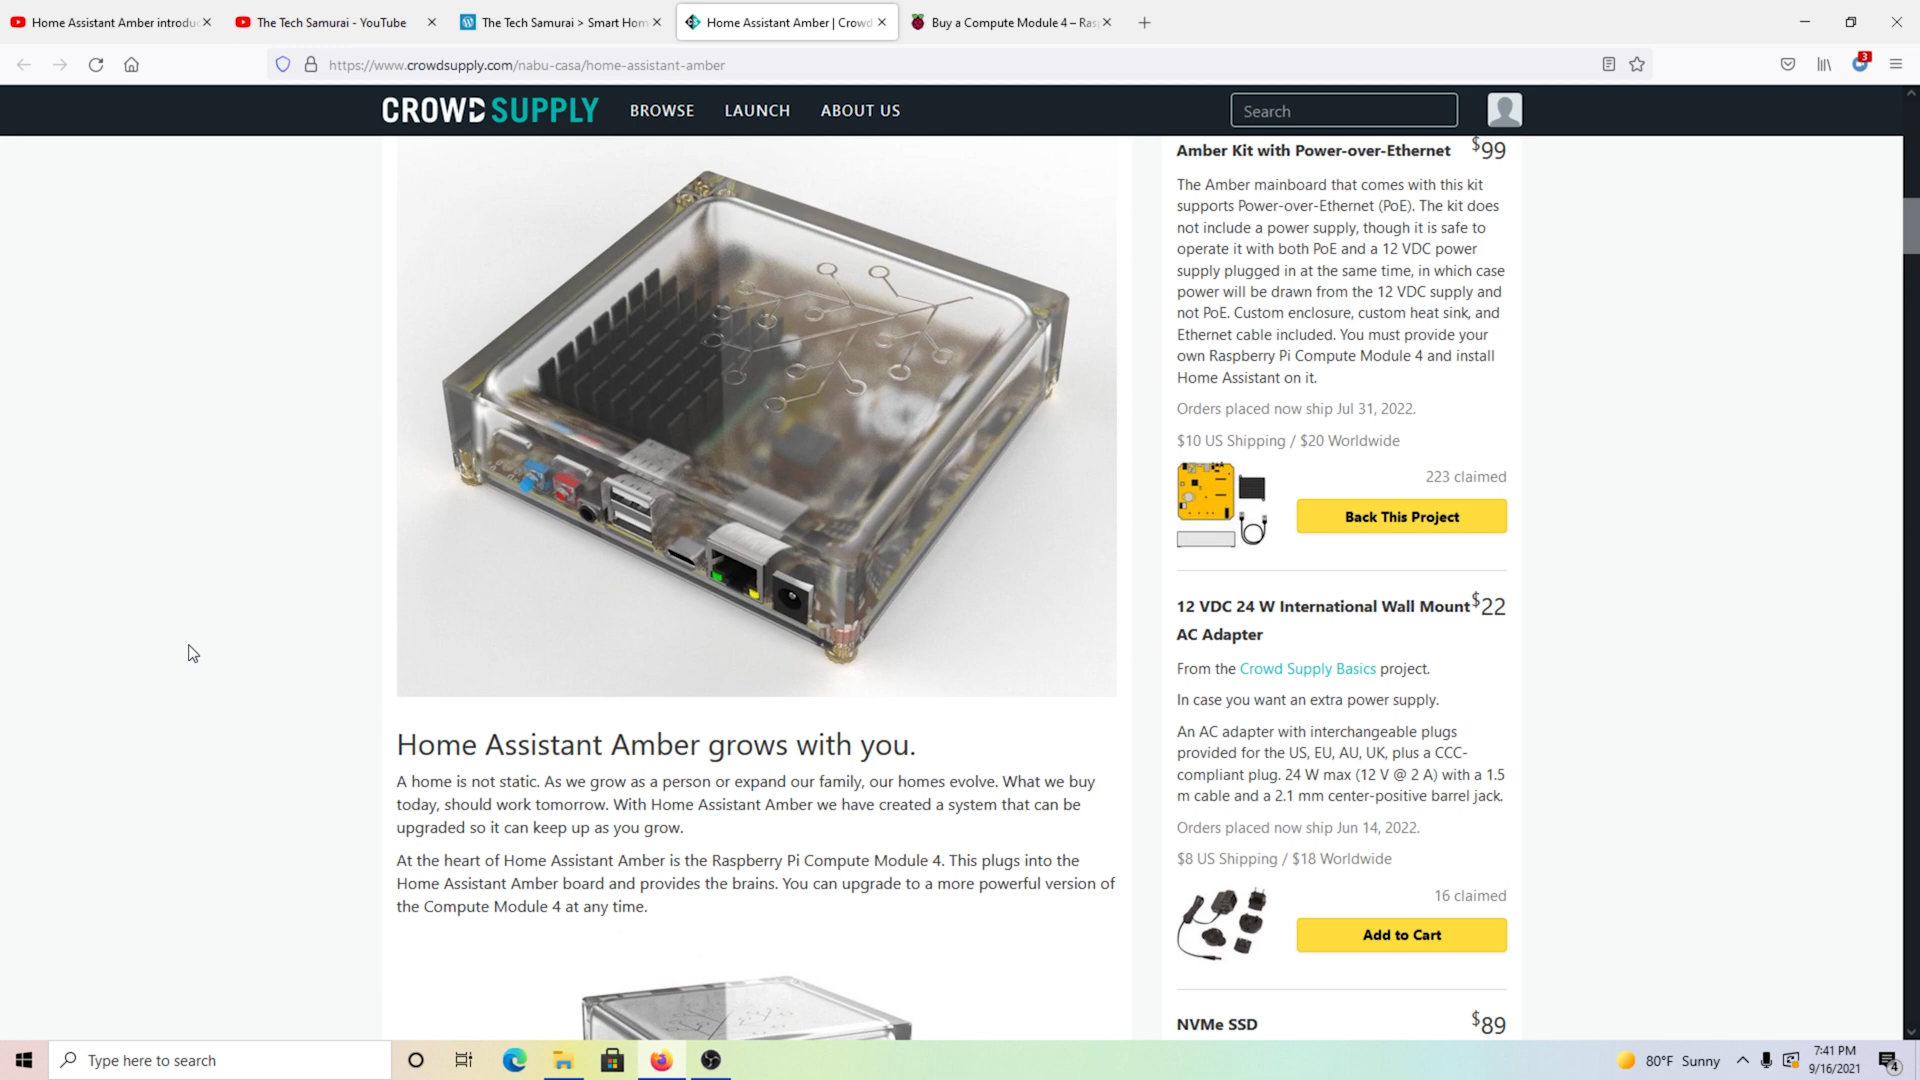 Home Assistant Amber introdu
The Tech Samurai - YouTube
The Tech Samurai > Smart Hom
Home Assistant Amber | Crowd
Buy a Compute Module 4 – Ras
https://www.crowdsupply.com/nabu-casa/home-assistant-amber
3
CROWD SUPPLY
BROWSE
LAUNCH
ABOUT US
Search
Home Assistant Amber grows with you.
A home is not static. As we grow as a person or expand our family, our homes evolve. What we buy
today, should work tomorrow. With Home Assistant Amber we have created a system that can be
upgraded so it can keep up as you grow.
At the heart of Home Assistant Amber is the Raspberry Pi Compute Module 4. This plugs into the
Home Assistant Amber board and provides the brains. You can upgrade to a more powerful version of
the Compute Module 4 at any time.
Amber Kit with Power-over-Ethernet $99
The Amber mainboard that comes with this kit
supports Power-over-Ethernet (PoE). The kit does
not include a power supply, though it is safe to
operate it with both PoE and a 12 VDC power
supply plugged in at the same time, in which case
power will be drawn from the 12 VDC supply and
not PoE. Custom enclosure, custom heat sink, and
Ethernet cable included. You must provide your
own Raspberry Pi Compute Module 4 and install
Home Assistant on it.
Orders placed now ship Jul 31, 2022.
$10 US Shipping / $20 Worldwide
223 claimed
Back This Project
12 VDC 24 W International Wall Mount $22
AC Adapter
From the Crowd Supply Basics project.
In case you want an extra power supply.
An AC adapter with interchangeable plugs
provided for the US, EU, AU, UK, plus a CCC-
compliant plug. 24 W max (12 V @ 2 A) with a 1.5
m cable and a 2.1 mm center-positive barrel jack.
Orders placed now ship Jun 14, 2022.
$8 US Shipping / $18 Worldwide
16 claimed
Add to Cart
NVMe SSD $89
Type here to search
80°F Sunny
7:41 PM
9/16/2021
4